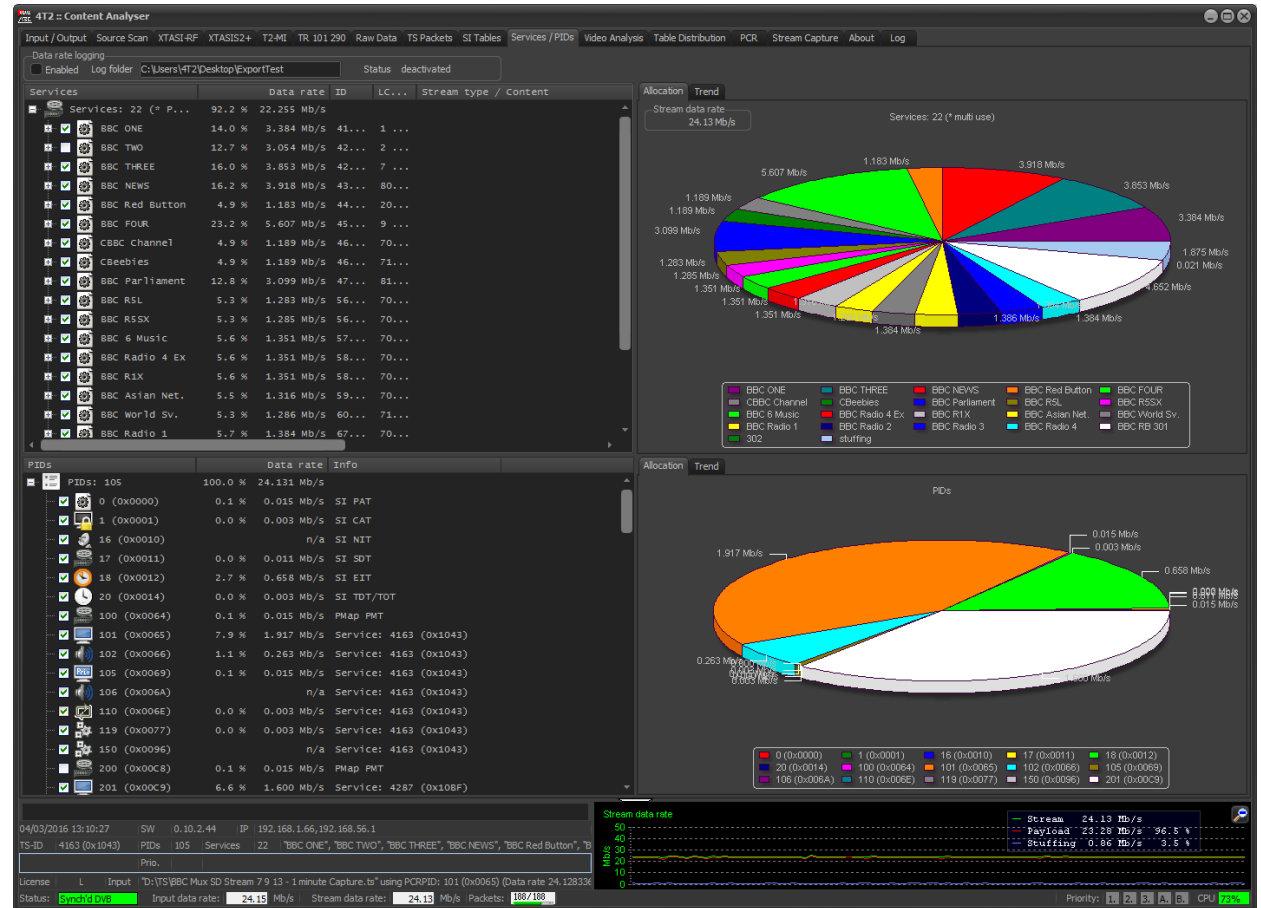 4T2 :: Content Analyser
Input / Output Source Scan XTASI-RF XTASIS2+ T2-MI TR 101 290 Raw Data TS Packets SI Tables Services / PIDs Video Analysis Table Distribution PCR Stream Capture About Log
Data rate logging
Enabled Log folder C:\Users\4T2\Desktop\ExportTest Status deactivated
Services Data rate ID LC... Stream type / Content
Services: 22 (* P... 92.2 % 22.255 Mb/s
BBC ONE 14.0 % 3.384 Mb/s 41... 1 ...
BBC TWO 12.7 % 3.054 Mb/s 42... 2 ...
BBC THREE 16.0 % 3.853 Mb/s 42... 7 ...
BBC NEWS 16.2 % 3.918 Mb/s 43... 80...
BBC Red Button 4.9 % 1.183 Mb/s 44... 20...
BBC FOUR 23.2 % 5.607 Mb/s 45... 9 ...
CBBC Channel 4.9 % 1.189 Mb/s 46... 70...
CBeebies 4.9 % 1.189 Mb/s 46... 71...
BBC Parliament 12.8 % 3.099 Mb/s 47... 81...
BBC R5L 5.3 % 1.283 Mb/s 56... 70...
BBC R5SX 5.3 % 1.285 Mb/s 56... 70...
BBC 6 Music 5.6 % 1.351 Mb/s 57... 70...
BBC Radio 4 Ex 5.6 % 1.351 Mb/s 58... 70...
BBC R1X 5.6 % 1.351 Mb/s 58... 70...
BBC Asian Net. 5.5 % 1.316 Mb/s 59... 70...
BBC World Sv. 5.3 % 1.286 Mb/s 60... 71...
BBC Radio 1 5.7 % 1.384 Mb/s 67... 70...
Allocation Trend
Stream data rate
24.13 Mb/s
Services: 22 (* multi use)
1.183 Mb/s
3.918 Mb/s
5.607 Mb/s
3.853 Mb/s
1.189 Mb/s
1.189 Mb/s
3.384 Mb/s
3.099 Mb/s
1.875 Mb/s
1.283 Mb/s
0.021 Mb/s
1.285 Mb/s
4.652 Mb/s
1.351 Mb/s
1.351 Mb/s
1.351 Mb/s
1.386 Mb/s
1.384 Mb/s
1.384 Mb/s
BBC ONE BBC THREE BBC NEWS BBC Red Button BBC FOUR
CBBC Channel CBeebies BBC Parliament BBC R5L BBC R5SX
BBC 6 Music BBC Radio 4 Ex BBC R1X BBC Asian Net. BBC World Sv.
BBC Radio 1 BBC Radio 2 BBC Radio 3 BBC Radio 4 BBC RB 301
302 stuffing
PIDs Data rate Info
PIDs: 105 100.0 % 24.131 Mb/s
0 (0x0000) 0.1 % 0.015 Mb/s SI PAT
1 (0x0001) 0.0 % 0.003 Mb/s SI CAT
16 (0x0010) n/a SI NIT
17 (0x0011) 0.0 % 0.011 Mb/s SI SDT
18 (0x0012) 2.7 % 0.658 Mb/s SI EIT
20 (0x0014) 0.0 % 0.003 Mb/s SI TDT/TOT
100 (0x0064) 0.1 % 0.015 Mb/s PMap PMT
101 (0x0065) 7.9 % 1.917 Mb/s Service: 4163 (0x1043)
102 (0x0066) 1.1 % 0.263 Mb/s Service: 4163 (0x1043)
105 (0x0069) 0.1 % 0.015 Mb/s Service: 4163 (0x1043)
106 (0x006A) n/a Service: 4163 (0x1043)
110 (0x006E) 0.0 % 0.003 Mb/s Service: 4163 (0x1043)
119 (0x0077) 0.0 % 0.003 Mb/s Service: 4163 (0x1043)
150 (0x0096) n/a Service: 4163 (0x1043)
200 (0x00C8) 0.1 % 0.015 Mb/s PMap PMT
201 (0x00C9) 6.6 % 1.600 Mb/s Service: 4287 (0x10BF)
Allocation Trend
PIDs
0.015 Mb/s
0.003 Mb/s
1.917 Mb/s
0.658 Mb/s
0.015 Mb/s
0.263 Mb/s
0.003 Mb/s
0 (0x0000) 1 (0x0001) 16 (0x0010) 17 (0x0011) 18 (0x0012)
20 (0x0014) 100 (0x0064) 101 (0x0065) 102 (0x0066) 105 (0x0069)
106 (0x006A) 110 (0x006E) 119 (0x0077) 150 (0x0096) 201 (0x00C9)
04/03/2016 13:10:27 SW 0.10.2.44 IP 192.168.1.66,192.168.56.1
TS-ID 4163 (0x1043) PIDs 105 Services 22 "BBC ONE", "BBC TWO", "BBC THREE", "BBC NEWS", "BBC Red Button", "B
Prio.
License L Input "D:\TS\BBC Mux SD Stream 7 9 13 - 1 minute Capture.ts" using PCRPID: 101 (0x0065) (Data rate 24.128336
Status: Synch'd DVB Input data rate: 24.15 Mb/s Stream data rate: 24.13 Mb/s Packets: 188/188
Stream data rate
Mb/s
50
40
30
20
10
0
Stream 24.13 Mb/s
Payload 23.28 Mb/s 96.5 %
Stuffing 0.86 Mb/s 3.5 %
Priority: 1. 2. 3. A. B. CPU 73%